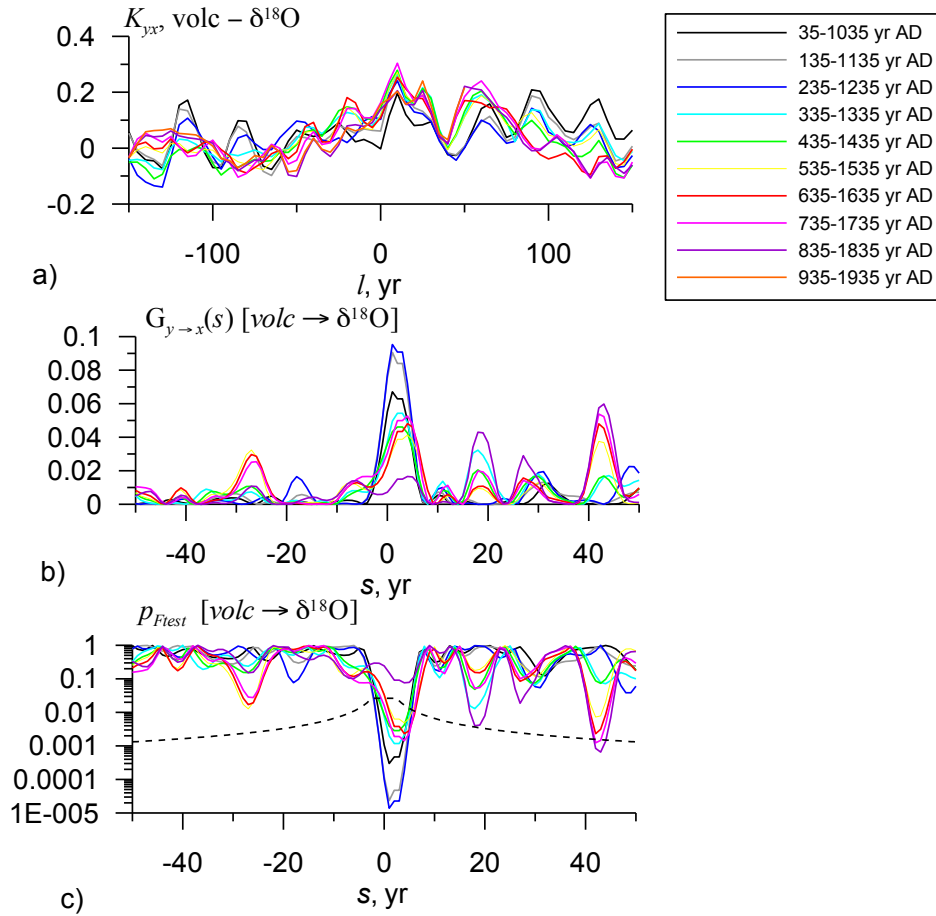 K_yx, volc – δ¹⁸O
0.4
0.2
0
-0.2
-100 0 100
l, yr
a)
35-1035 yr AD
135-1135 yr AD
235-1235 yr AD
335-1335 yr AD
435-1435 yr AD
535-1535 yr AD
635-1635 yr AD
735-1735 yr AD
835-1835 yr AD
935-1935 yr AD
G_y→x(s) [volc → δ¹⁸O]
0.1
0.08
0.06
0.04
0.02
0
-40 -20 0 20 40
s, yr
b)
p_Ftest [volc → δ¹⁸O]
1
0.1
0.01
0.001
0.0001
1E-005
-40 -20 0 20 40
s, yr
c)